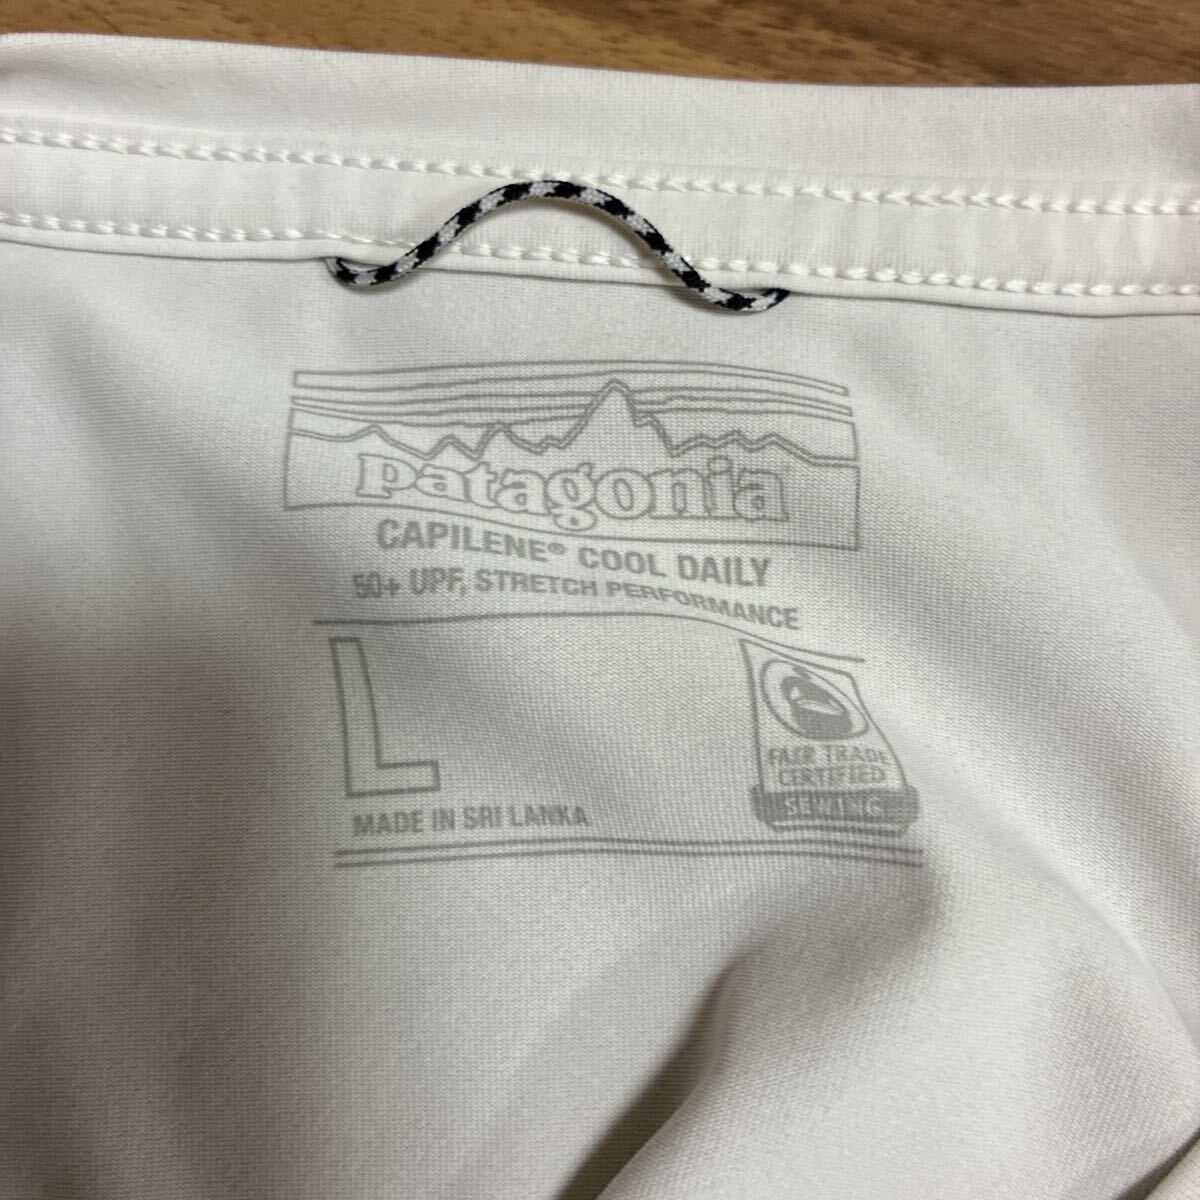 patagonia
CAPILENE® COOL DAILY
50+ UPF, STRETCH PERFORMANCE
L
FAIR TRADE
CERTIFIED
SEWING
MADE IN SRI LANKA